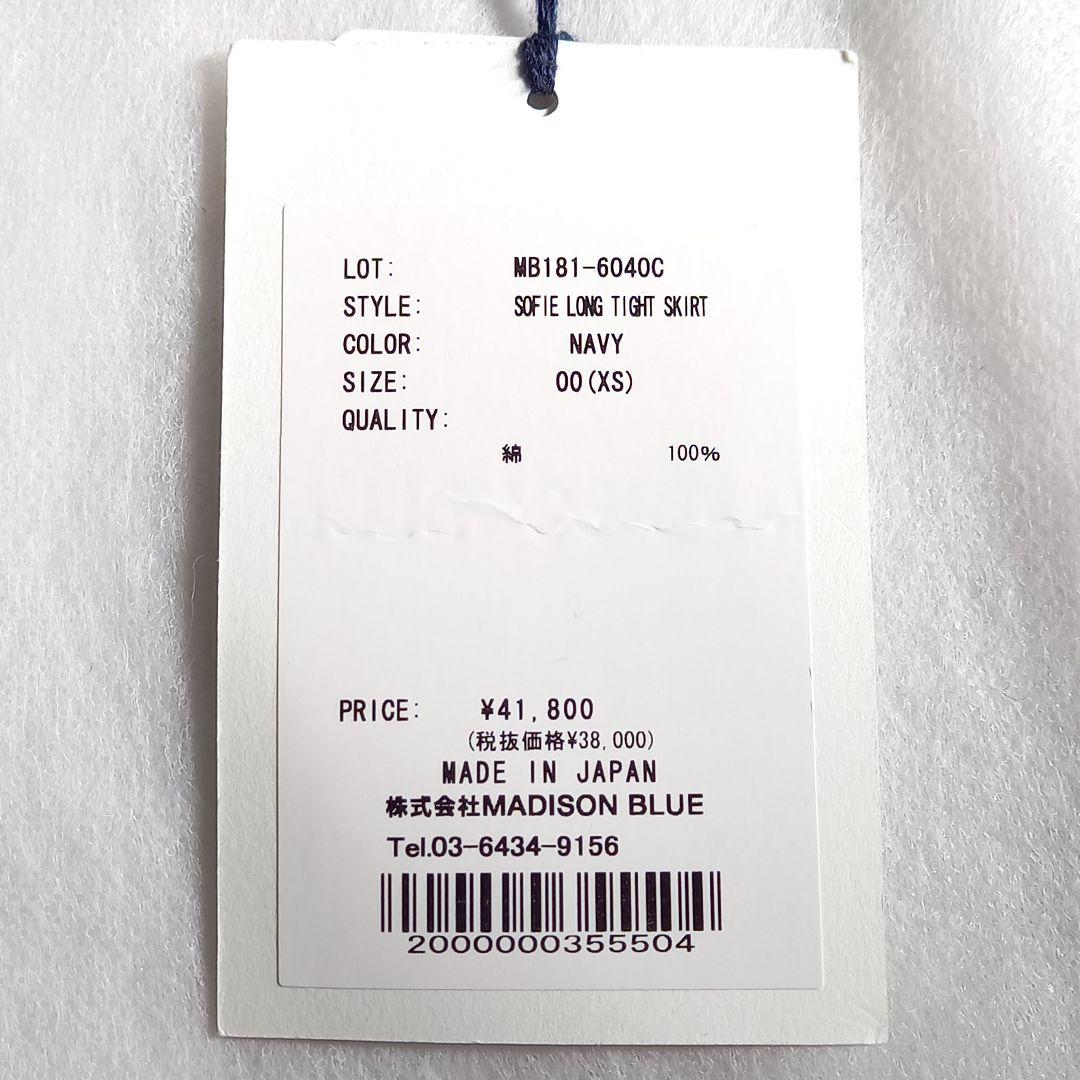 LOT: MB181-6040C
STYLE: SOFIE LONG TIGHT SKIRT
COLOR: NAVY
SIZE: 00(XS)
QUALITY:
綿 100%
PRICE: ¥41,800
(税抜価格¥38,000)
MADE IN JAPAN
株式会社MADISON BLUE
Tel.03-6434-9156
2000000355504